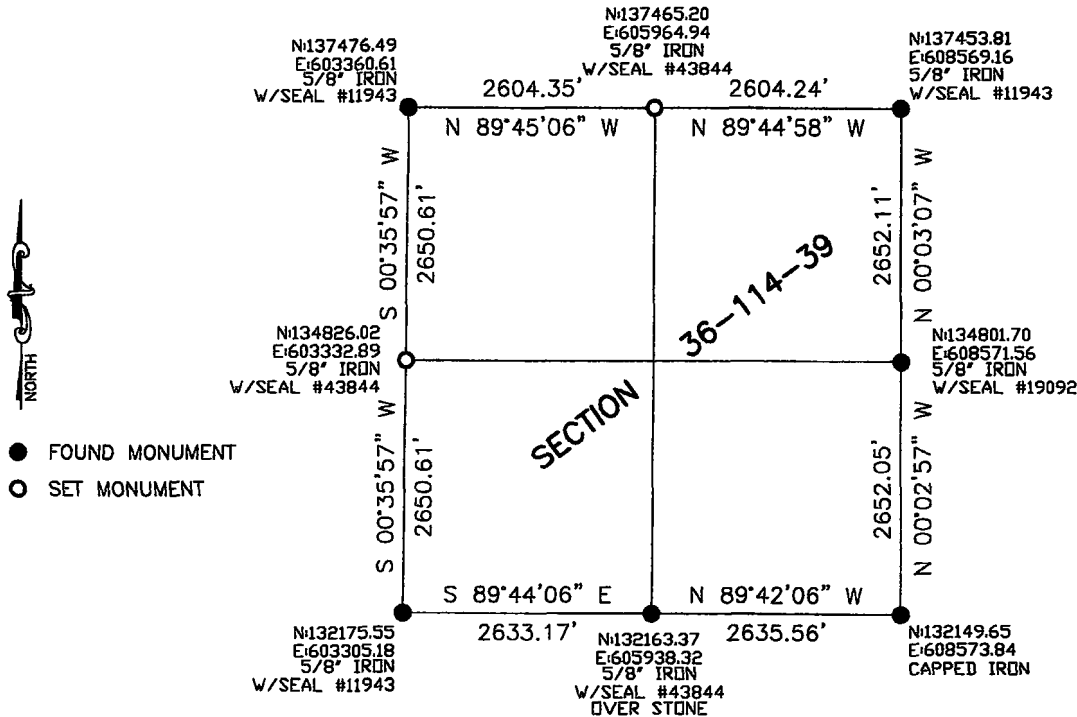 N:137476.49
E:603360.61
5/8" IRON
W/SEAL #11943
N:137465.20
E:605964.94
5/8" IRON
W/SEAL #43844
N:137453.81
E:608569.16
5/8" IRON
W/SEAL #11943
2604.35'
2604.24'
N 89°45'06" W
N 89°44'58" W
S 00°35'57" W
2650.61'
2652.11'
N 00°03'07" W
SECTION 36-114-39
NORTH
N:134826.02
E:603332.89
5/8" IRON
W/SEAL #43844
N:134801.70
E:608571.56
5/8" IRON
W/SEAL #19092
FOUND MONUMENT
SET MONUMENT
S 00°35'57" W
2650.61'
2652.05'
N 00°02'57" W
S 89°44'06" E
N 89°42'06" W
2633.17'
2635.56'
N:132175.55
E:603305.18
5/8" IRON
W/SEAL #11943
N:132163.37
E:605938.32
5/8" IRON
W/SEAL #43844
OVER STONE
N:132149.65
E:608573.84
CAPPED IRON